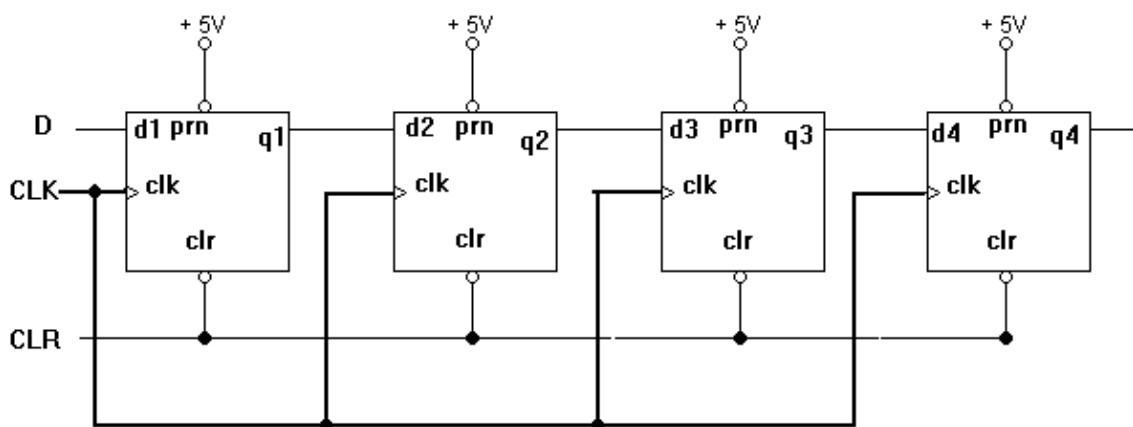 + 5V + 5V + 5V + 5V
D d1 prn q1 d2 prn q2 d3 prn q3 d4 prn q4
CLK clk clk clk clk
clr clr clr clr
CLR